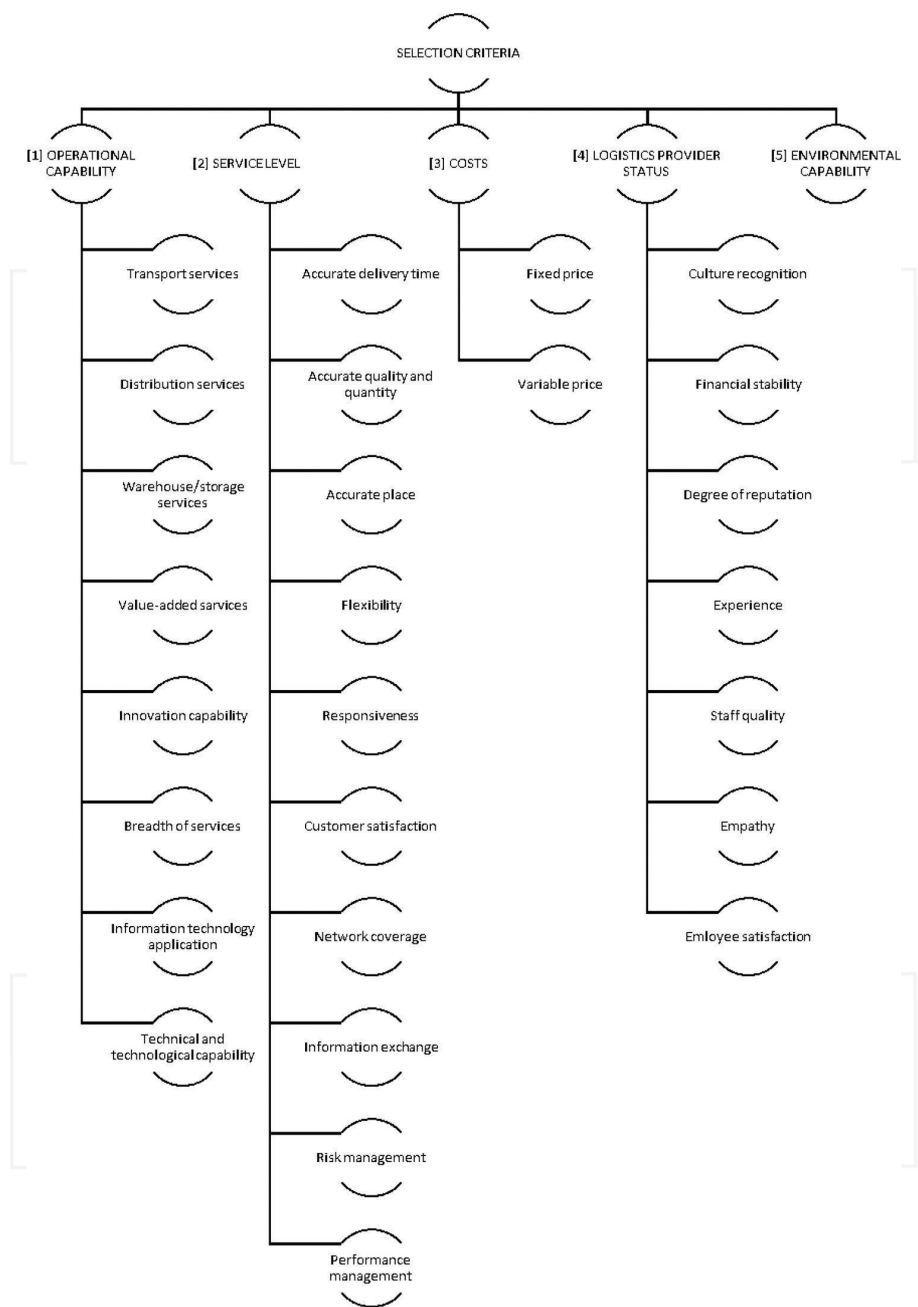 SELECTION CRITERIA
[1] OPERATIONAL
CAPABILITY
[2] SERVICE LEVEL
[3] COSTS
[4] LOGISTICS PROVIDER
STATUS
[5] ENVIRONMENTAL
CAPABILITY
Transport services
Distribution services
Warehouse/storage
services
Value-added sarvices
Innovation capability
Breadth of services
Information technology
application
Technical and
technological capability
Accurate delivery time
Accurate quality and
quantity
Accurate place
Flexibility
Responsiveness
Customer satisfaction
Network coverage
Information exchange
Risk management
Performance
management
Fixed price
Variable price
Culture recognition
Financial stability
Degree of reputation
Experience
Staff quality
Empathy
Emloyee satisfaction